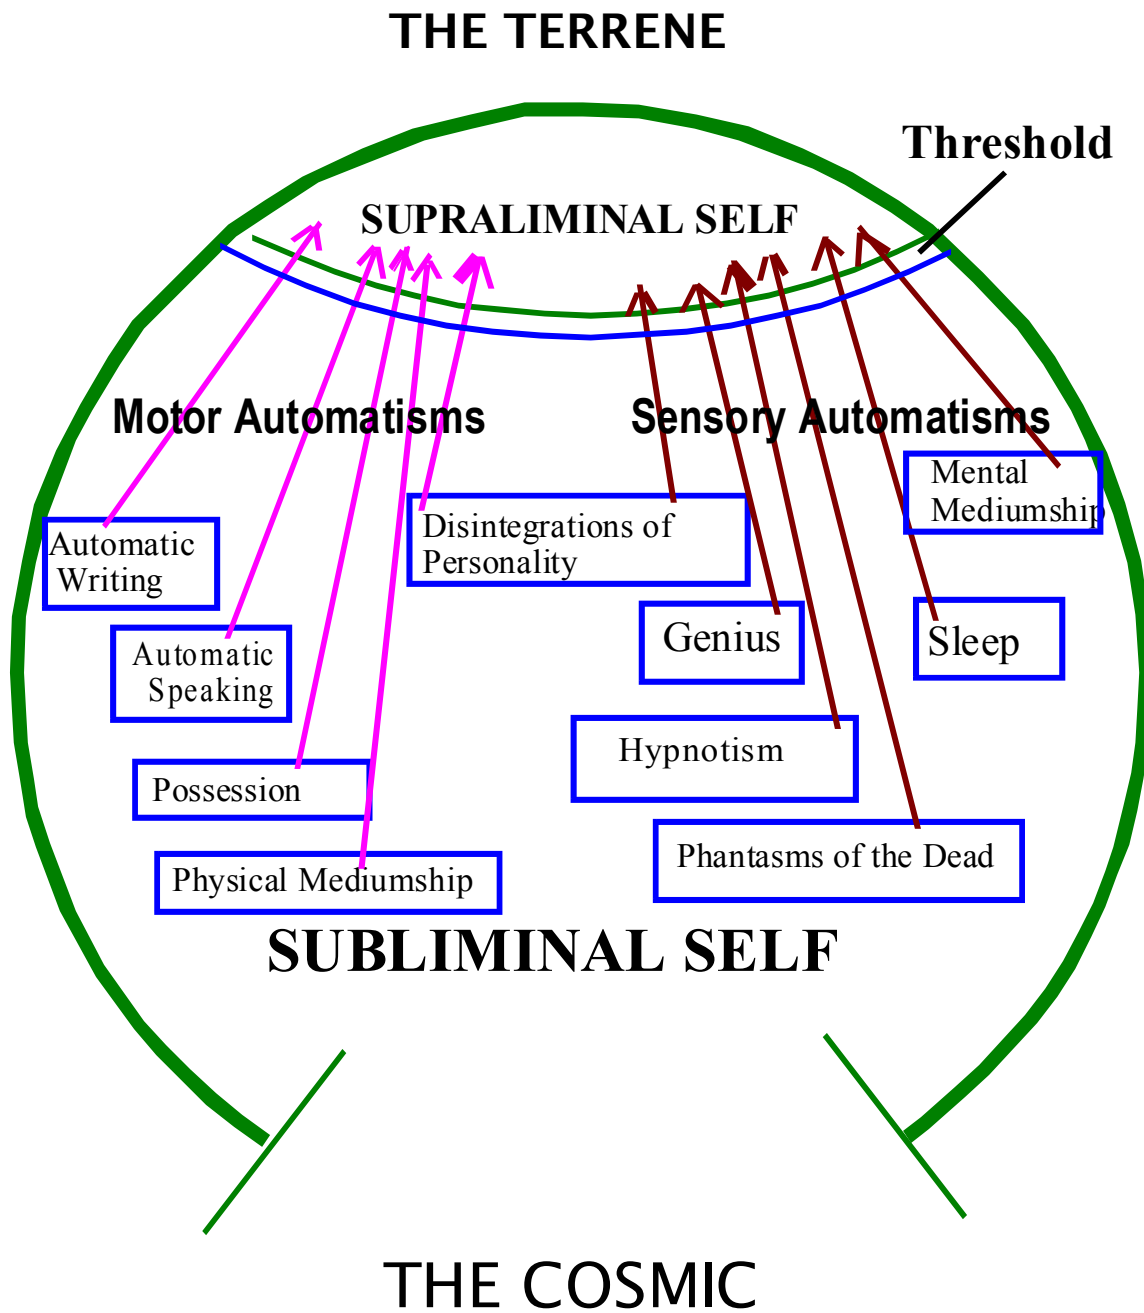 THE TERRENE
Threshold
SUPRALIMINAL SELF
Motor Automatisms
Sensory Automatisms
Mental
Mediumship
Disintegrations of
Personality
Automatic
Writing
Genius
Sleep
Automatic
Speaking
Hypnotism
Possession
Phantasms of the Dead
Physical Mediumship
SUBLIMINAL SELF
THE COSMIC